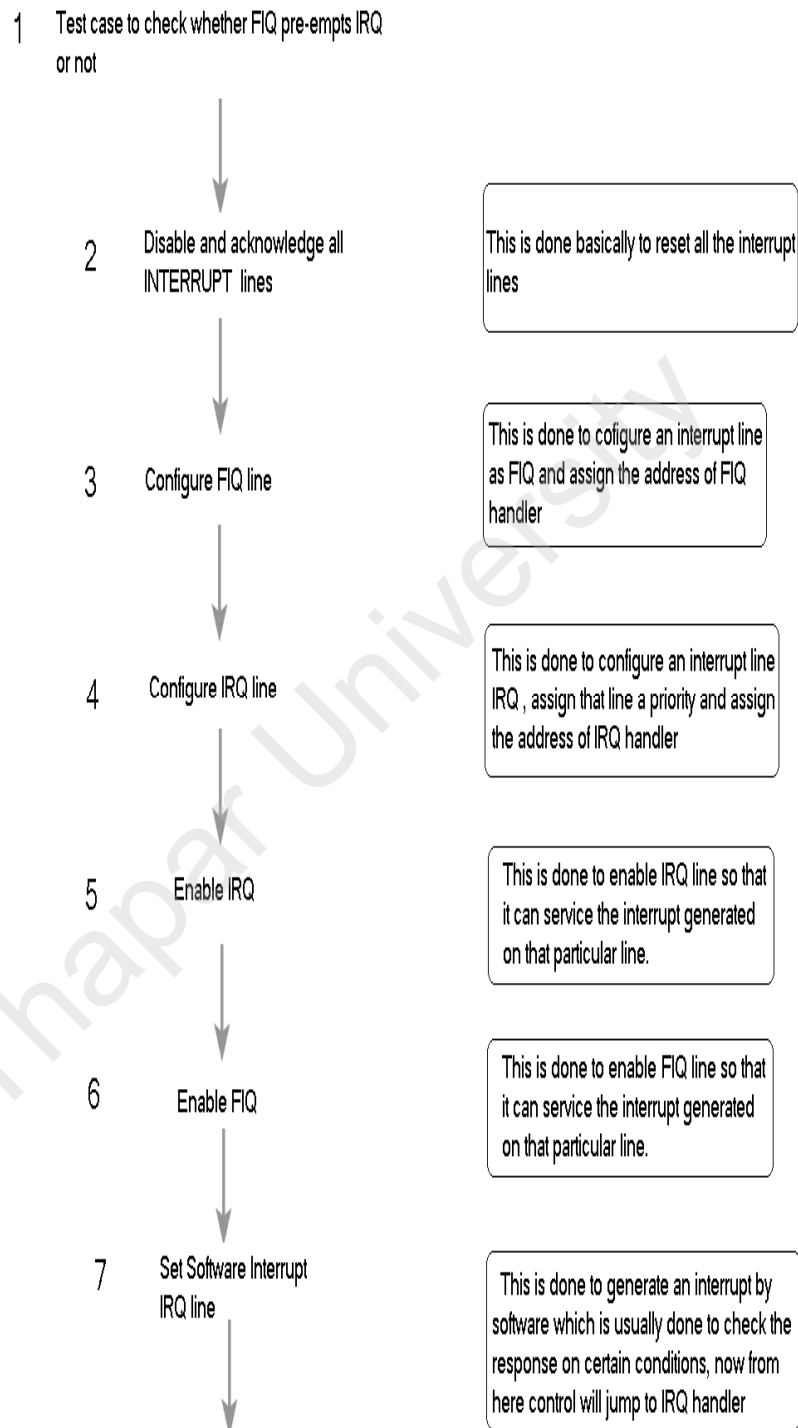 1 Test case to check whether FIQ pre-empts IRQ
or not
2 Disable and acknowledge all
INTERRUPT lines
This is done basically to reset all the interrupt
lines
3 Configure FIQ line
This is done to cofigure an interrupt line
as FIQ and assign the address of FIQ
handler
4 Configure IRQ line
This is done to configure an interrupt line
IRQ , assign that line a priority and assign
the address of IRQ handler
5 Enable IRQ
This is done to enable IRQ line so that
it can service the interrupt generated
on that particular line.
6 Enable FIQ
This is done to enable FIQ line so that
it can service the interrupt generated
on that particular line.
7 Set Software Interrupt
IRQ line
This is done to generate an interrupt by
software which is usually done to check the
response on certain conditions, now from
here control will jump to IRQ handler
Thapar University